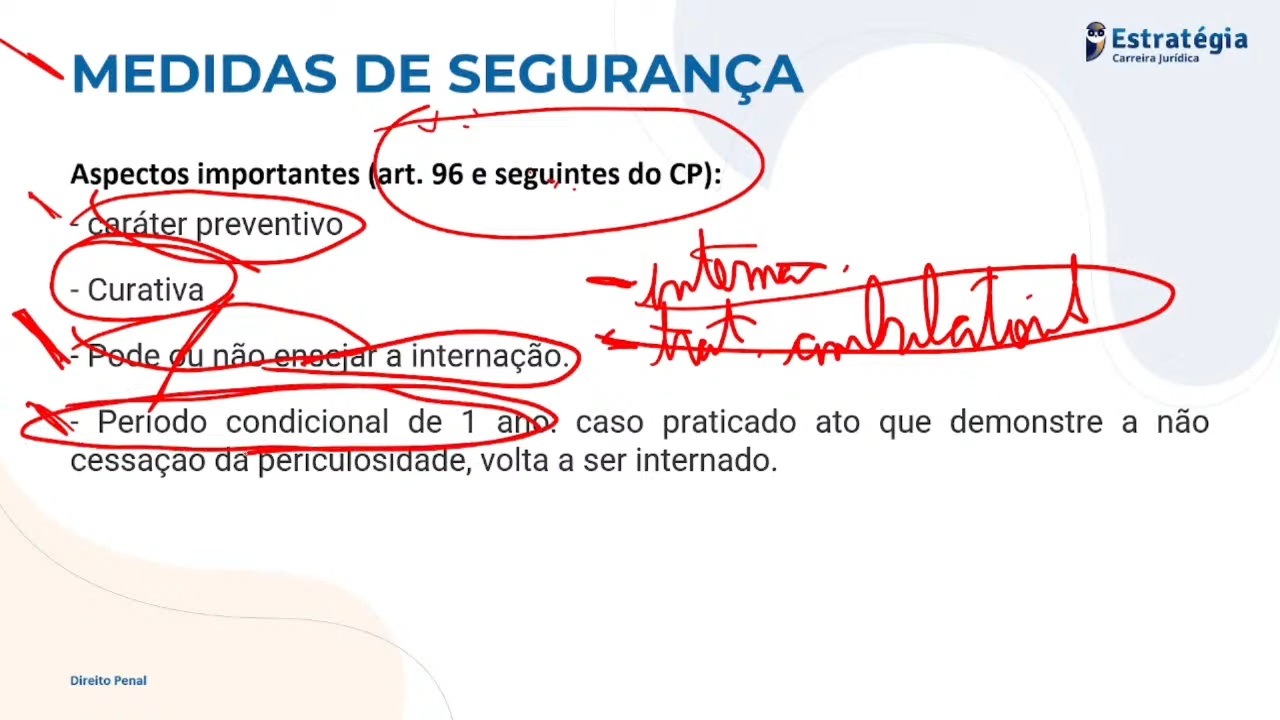 Estratégia
Carreira Jurídica
MEDIDAS DE SEGURANÇA
Aspectos importantes (art. 96 e seguintes do CP):
- caráter preventivo
- Curativa
- Pode ou não ensejar a internação.
- Período condicional de 1 ano: caso praticado ato que demonstre a não
cessação da periculosidade, volta a ser internado.
- trat.
Direito Penal